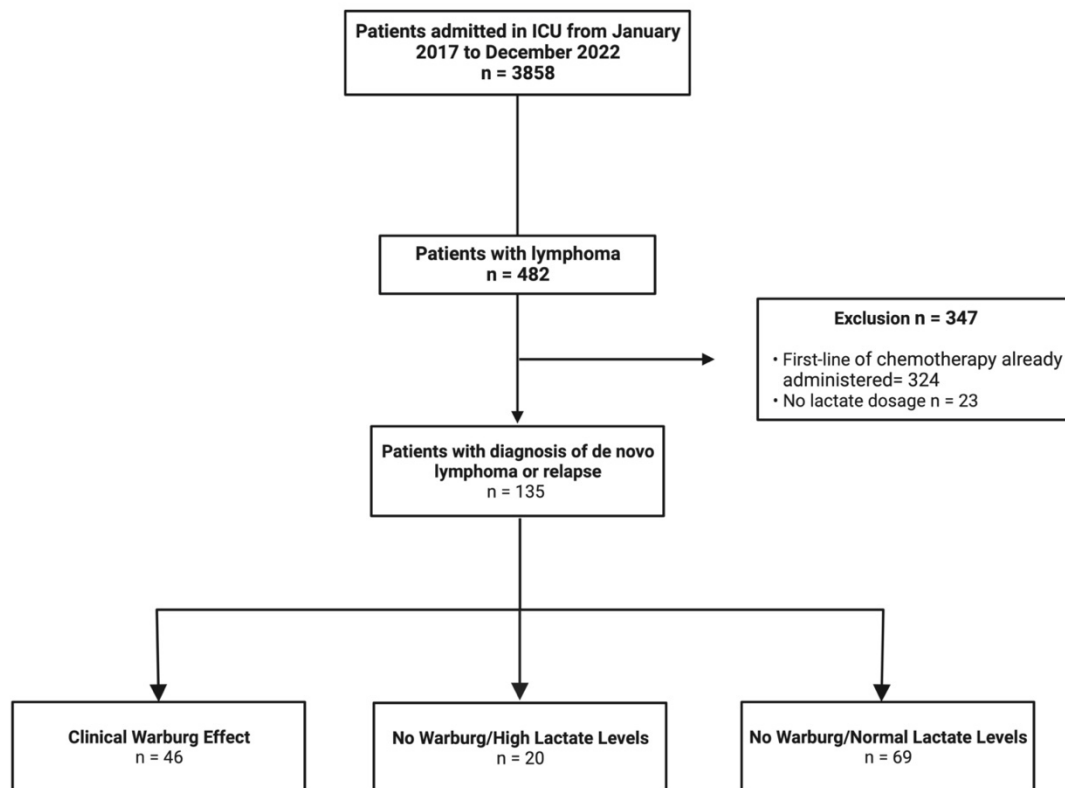 Patients admitted in ICU from January
2017 to December 2022
n = 3858
Patients with lymphoma
n = 482
Exclusion n = 347
• First-line of chemotherapy already
administered= 324
• No lactate dosage n = 23
Patients with diagnosis of de novo
lymphoma or relapse
n = 135
Clinical Warburg Effect
n = 46
No Warburg/High Lactate Levels
n = 20
No Warburg/Normal Lactate Levels
n = 69